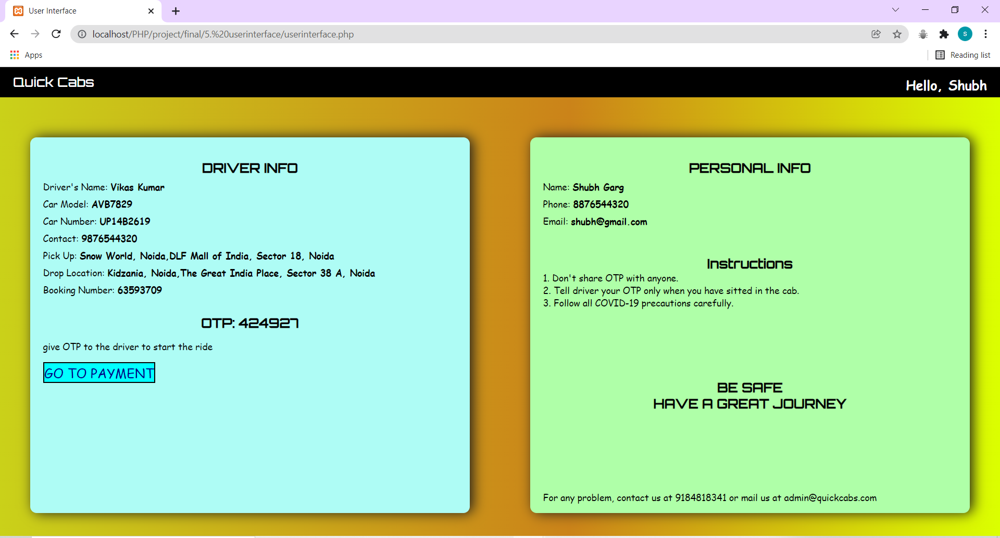 User Interface
localhost/PHP/project/final/5.%20userinterface/userinterface.php
S
Apps
Reading list
Quick Cabs
Hello, Shubh
DRIVER INFO
Driver's Name: Vikas Kumar
Car Model: AVB7829
Car Number: UP14B2619
Contact: 9876544320
Pick Up: Snow World, Noida,DLF Mall of India, Sector 18, Noida
Drop Location: Kidzania, Noida,The Great India Place, Sector 38 A, Noida
Booking Number: 63593709
OTP: 424927
give OTP to the driver to start the ride
GO TO PAYMENT
PERSONAL INFO
Name: Shubh Garg
Phone: 8876544320
Email: shubh@gmail.com
Instructions
1. Don't share OTP with anyone.
2. Tell driver your OTP only when you have sitted in the cab.
3. Follow all COVID-19 precautions carefully.
BE SAFE
HAVE A GREAT JOURNEY
For any problem, contact us at 9184818341 or mail us at admin@quickcabs.com